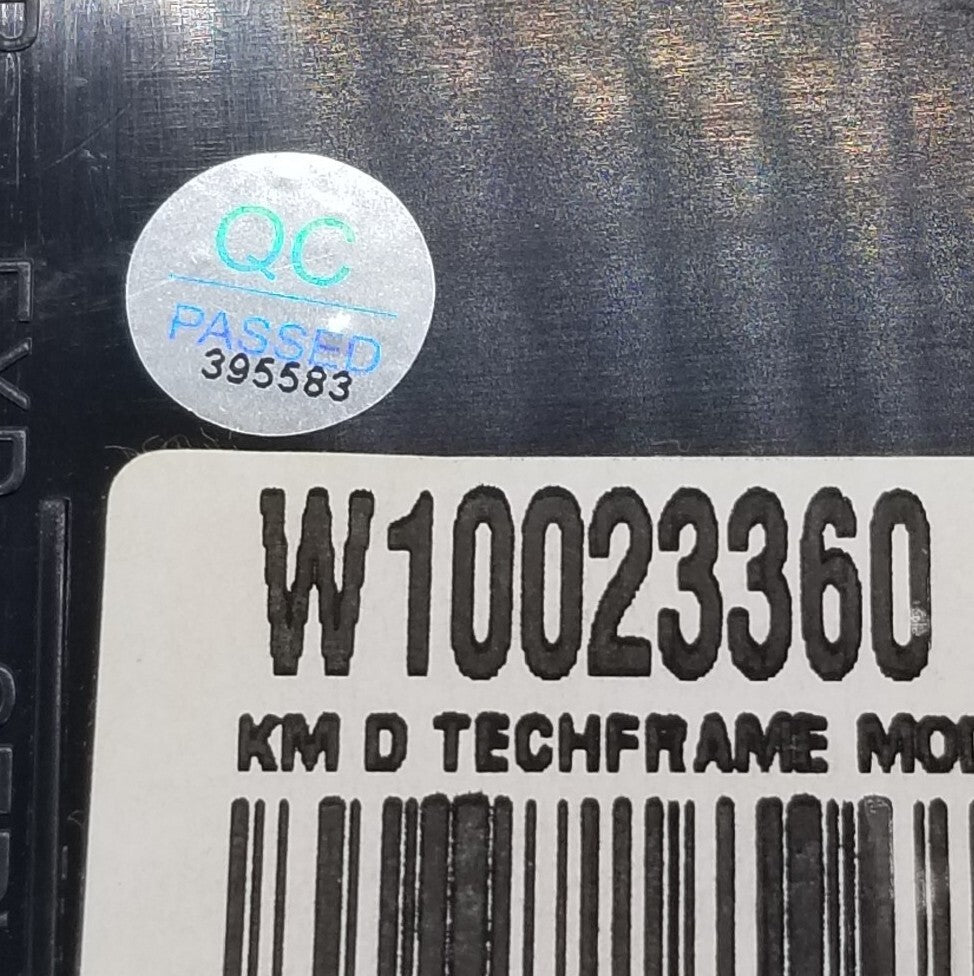 QC
PASSED
395583
W10023360
KM D TECHFRAME